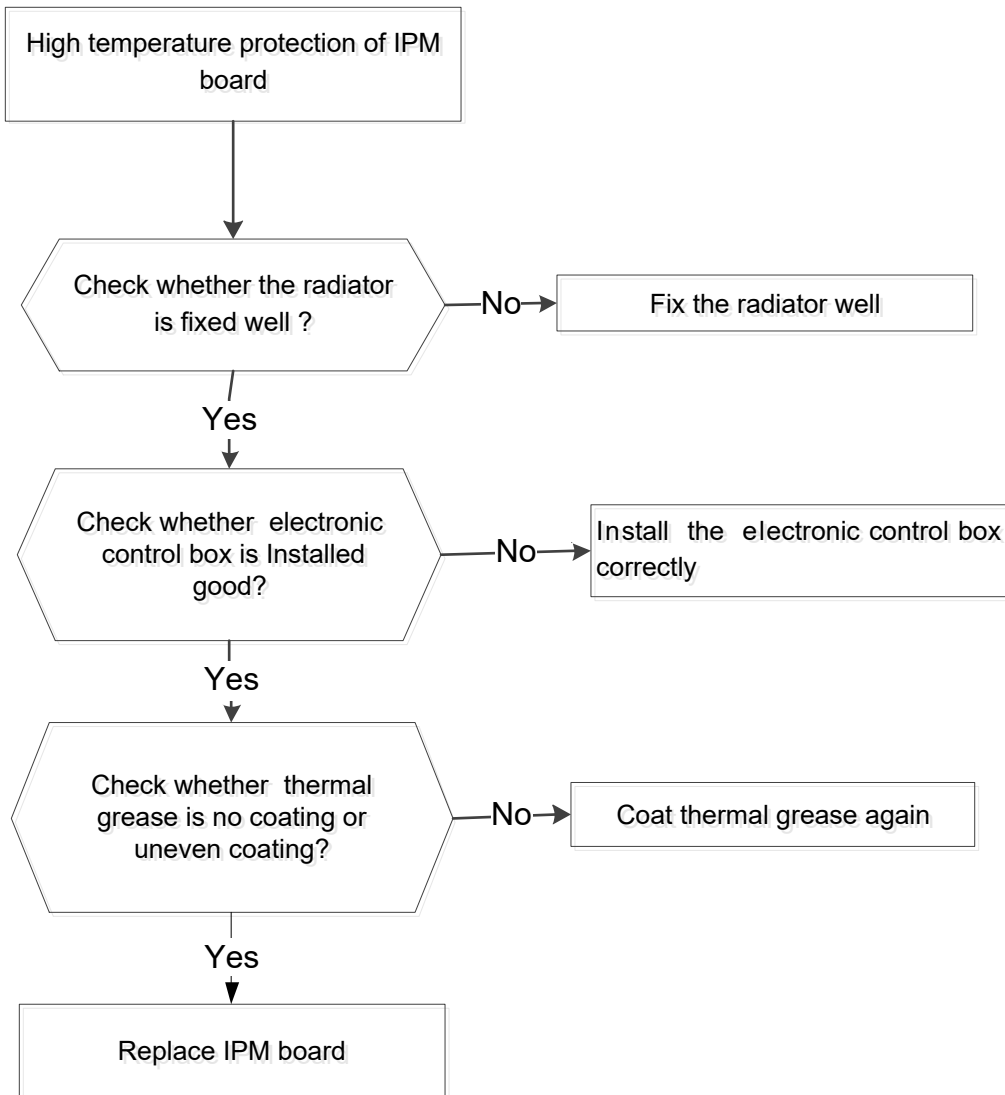 High temperature protection of IPM
board
Check whether the radiator
is fixed well ?
No
Fix the radiator well
Yes
Check whether electronic
control box is Installed
good?
No
Install the electronic control box
correctly
Yes
Check whether thermal
grease is no coating or
uneven coating?
No
Coat thermal grease again
Yes
Replace IPM board